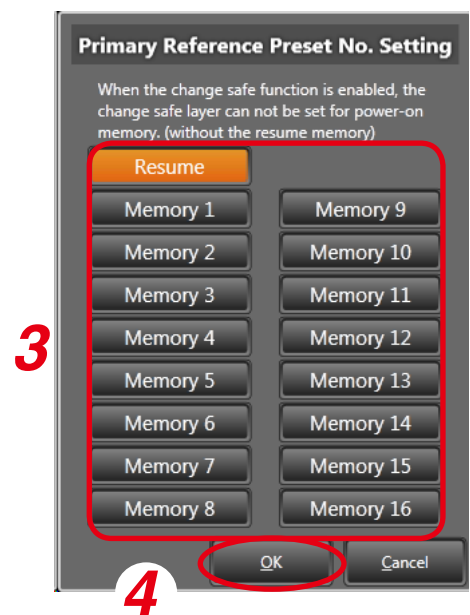 Primary Reference Preset No. Setting
When the change safe function is enabled, the
change safe layer can not be set for power-on
memory. (without the resume memory)
Resume
Memory 1 Memory 9
Memory 2 Memory 10
Memory 3 Memory 11
3
Memory 4 Memory 12
Memory 5 Memory 13
Memory 6 Memory 14
Memory 7 Memory 15
Memory 8 Memory 16
OK Cancel
4